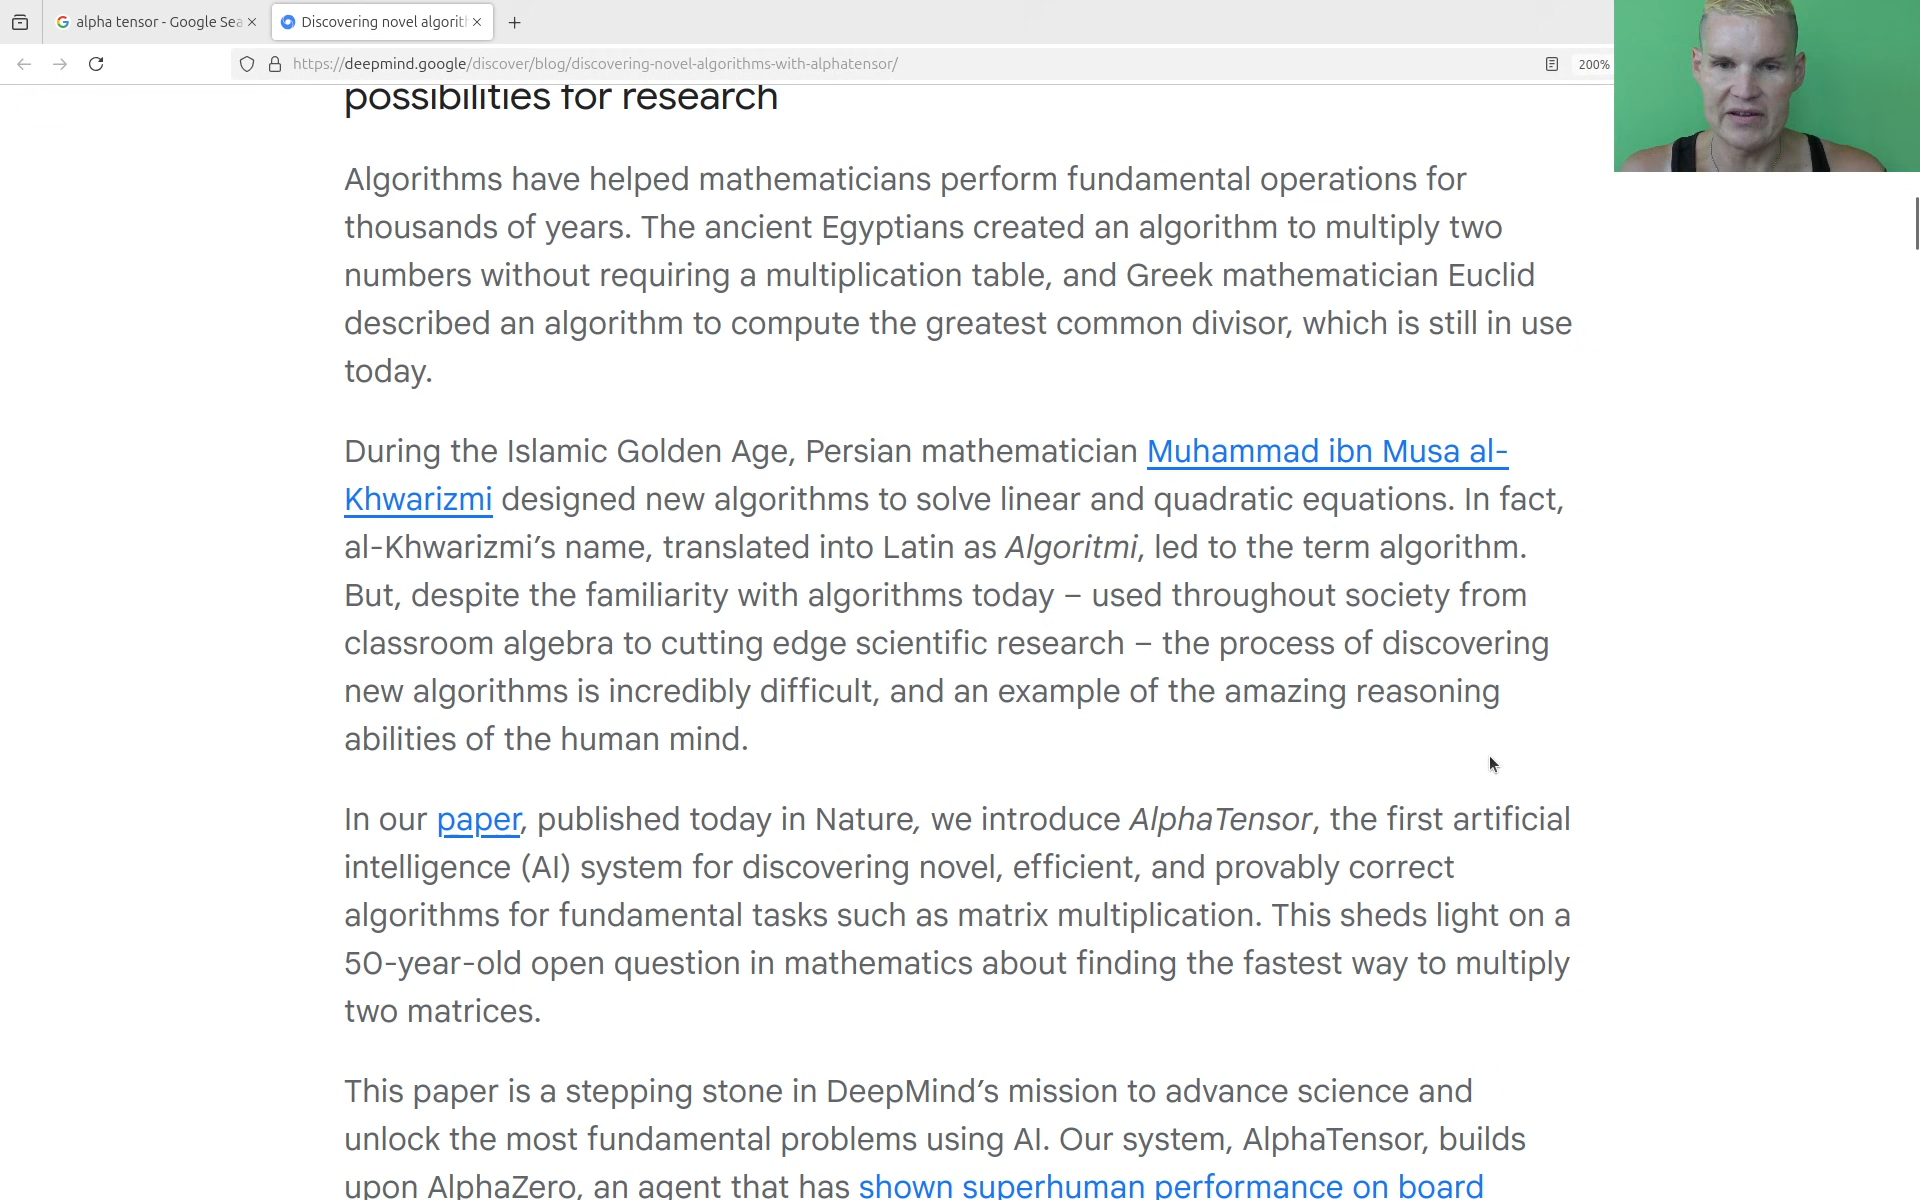 alpha tensor - Google Sea
Discovering novel algorit
https://deepmind.google/discover/blog/discovering-novel-algorithms-with-alphatensor/
200%
possibilities for research
Algorithms have helped mathematicians perform fundamental operations for
thousands of years. The ancient Egyptians created an algorithm to multiply two
numbers without requiring a multiplication table, and Greek mathematician Euclid
described an algorithm to compute the greatest common divisor, which is still in use
today.
During the Islamic Golden Age, Persian mathematician Muhammad ibn Musa al-
Khwarizmi designed new algorithms to solve linear and quadratic equations. In fact,
al-Khwarizmi’s name, translated into Latin as Algoritmi, led to the term algorithm.
But, despite the familiarity with algorithms today – used throughout society from
classroom algebra to cutting edge scientific research – the process of discovering
new algorithms is incredibly difficult, and an example of the amazing reasoning
abilities of the human mind.
In our paper, published today in Nature, we introduce AlphaTensor, the first artificial
intelligence (AI) system for discovering novel, efficient, and provably correct
algorithms for fundamental tasks such as matrix multiplication. This sheds light on a
50-year-old open question in mathematics about finding the fastest way to multiply
two matrices.
This paper is a stepping stone in DeepMind’s mission to advance science and
unlock the most fundamental problems using AI. Our system, AlphaTensor, builds
upon AlphaZero, an agent that has shown superhuman performance on board